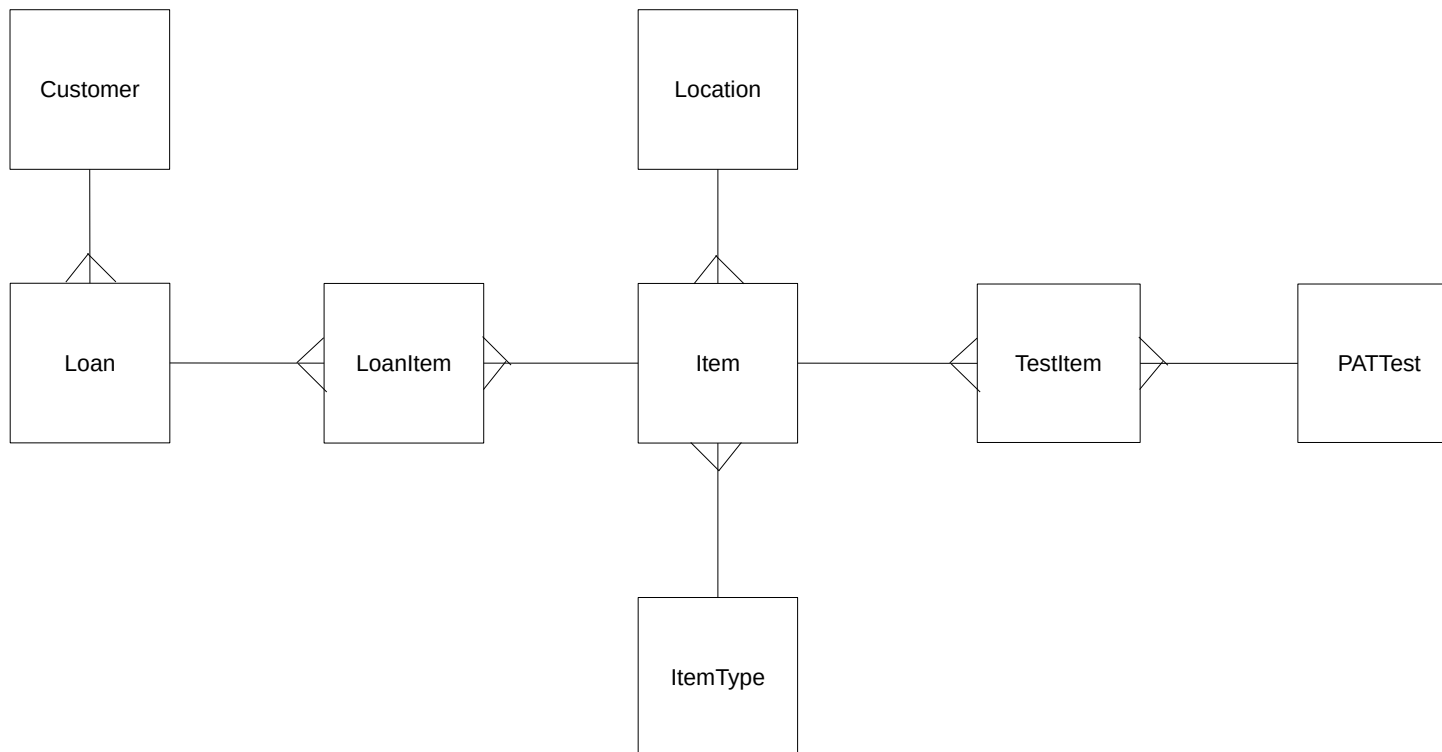 Customer
Location
Loan
LoanItem
Item
TestItem
PATTest
ItemType